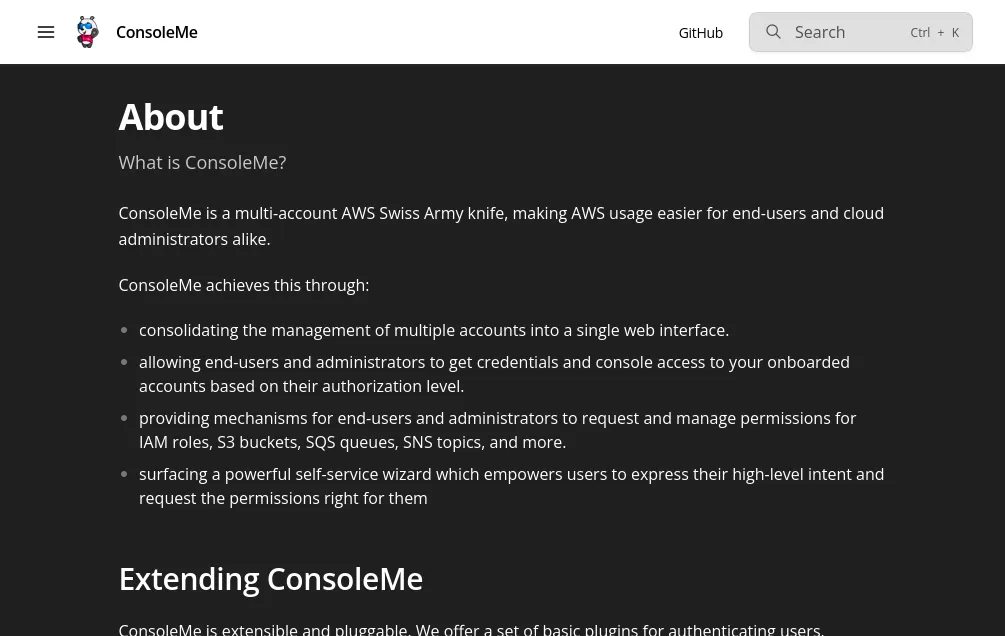 ConsoleMe
GitHub
Search
Ctrl + K
About
What is ConsoleMe?
ConsoleMe is a multi-account AWS Swiss Army knife, making AWS usage easier for end-users and cloud
administrators alike.
ConsoleMe achieves this through:
consolidating the management of multiple accounts into a single web interface.
allowing end-users and administrators to get credentials and console access to your onboarded
accounts based on their authorization level.
providing mechanisms for end-users and administrators to request and manage permissions for
IAM roles, S3 buckets, SQS queues, SNS topics, and more.
surfacing a powerful self-service wizard which empowers users to express their high-level intent and
request the permissions right for them
Extending ConsoleMe
ConsoleMe is extensible and pluggable. We offer a set of basic plugins for authenticating users,